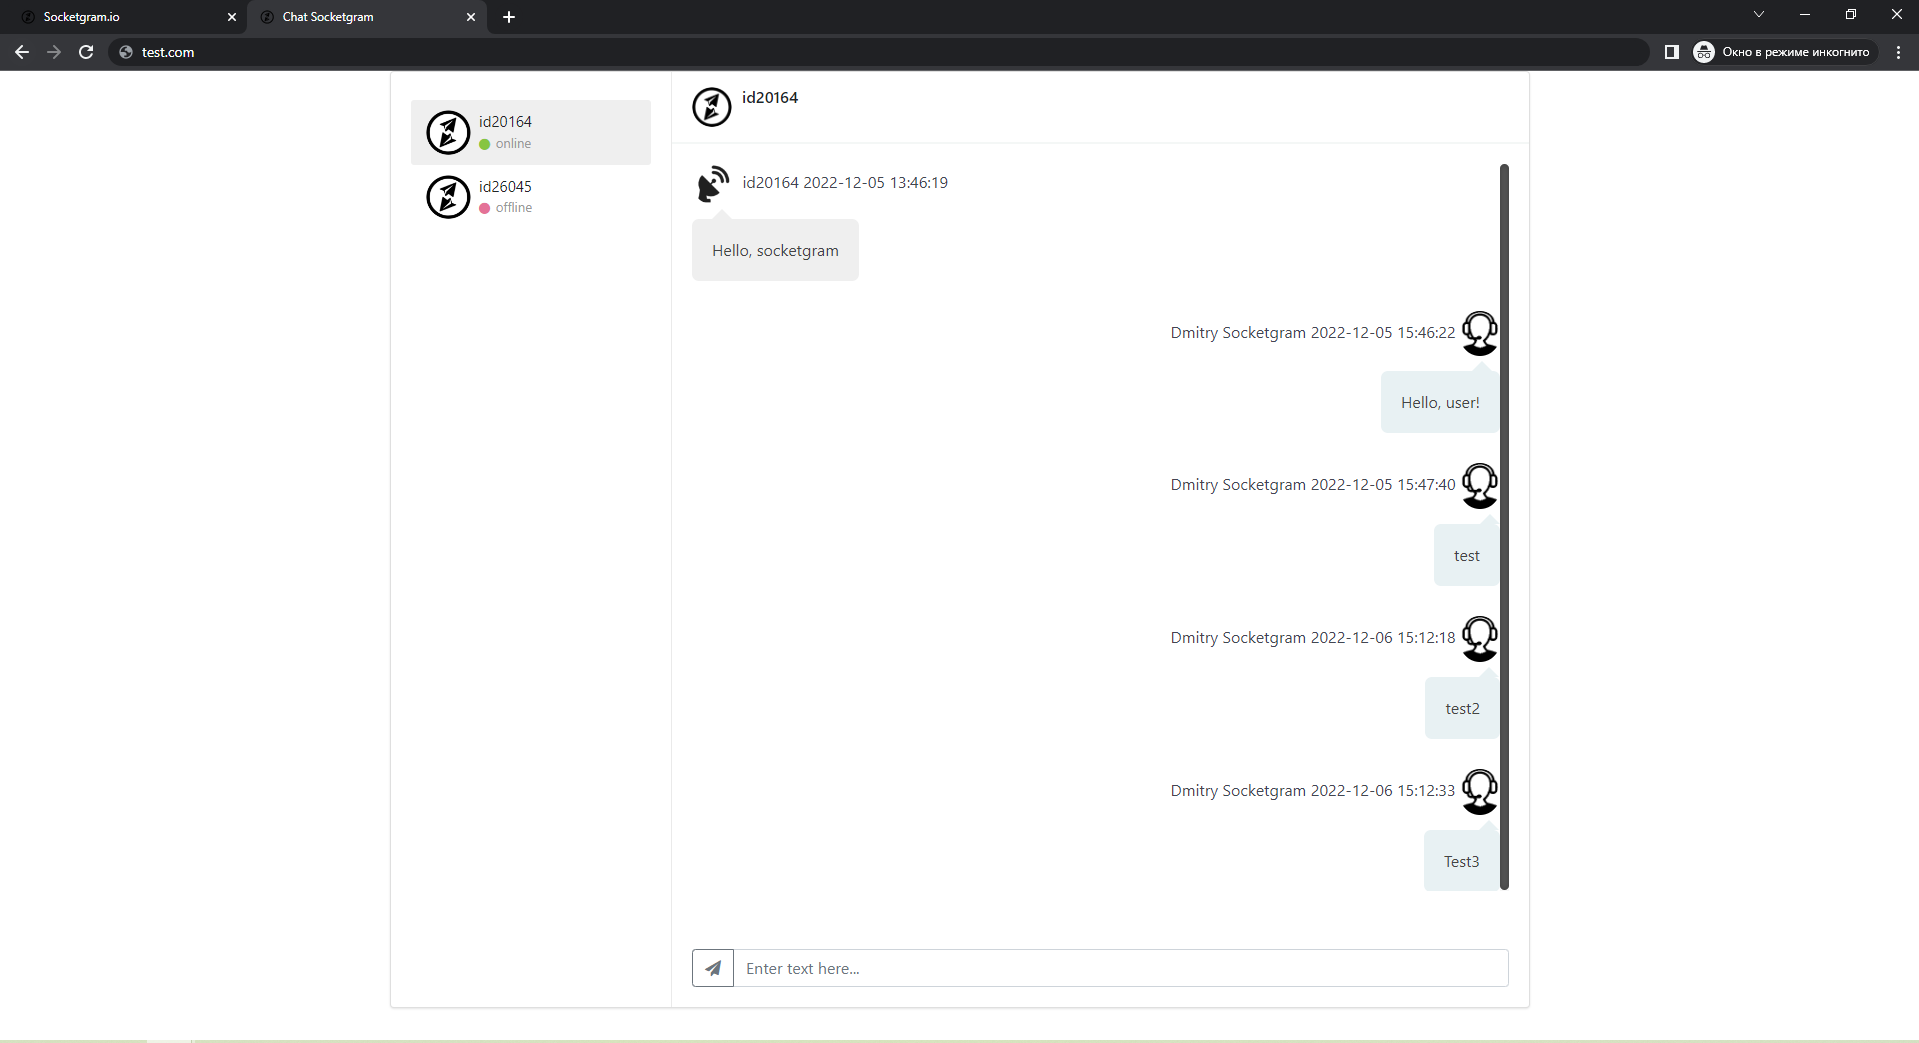 Socketgram.io
Chat Socketgram
test.com
Окно в режиме инкогнито
id20164
online
id26045
offline
id20164
id20164 2022-12-05 13:46:19
Hello, socketgram
Dmitry Socketgram 2022-12-05 15:46:22
Hello, user!
Dmitry Socketgram 2022-12-05 15:47:40
test
Dmitry Socketgram 2022-12-06 15:12:18
test2
Dmitry Socketgram 2022-12-06 15:12:33
Test3
Enter text here...